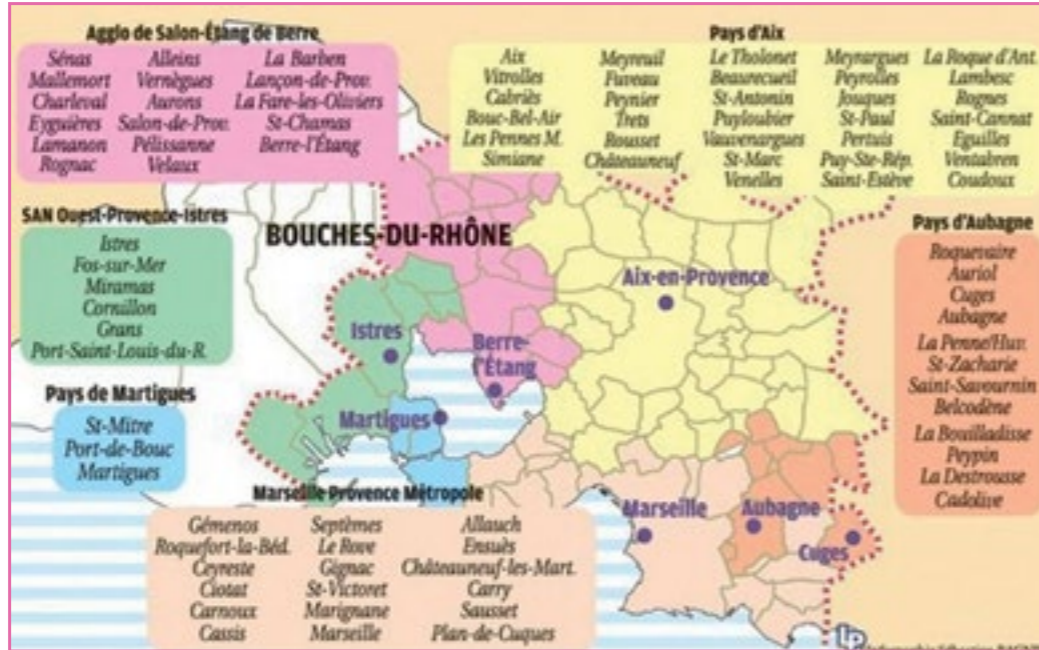 Agglo de Salon-Étang de Berre
Sénas
Mallemort
Charleval
Eyguières
Lamanon
Rognac
Alleins
Vernègues
Aurons
Salon-de-Prov.
Pélissanne
Velaux
La Barben
Lançon-de-Prov.
La Fare-les-Oliviers
St-Chamas
Berre-l'Étang
Pays d'Aix
Aix
Vitrolles
Cabriès
Bouc-Bel-Air
Les Pennes M.
Simiane
Meyreuil
Fuveau
Peynier
Trets
Rousset
Châteauneuf
Le Tholonet
Beaurecueil
St-Antonin
Puyloubier
Vauvenargues
St-Marc
Venelles
Meyrargues
Peyrolles
Jouques
St-Paul
Pertuis
Puy-Ste-Rép.
Saint-Estève
La Roque d'Ant.
Lambesc
Rognes
Saint-Cannat
Eguilles
Ventabren
Coudoux
SAN Ouest-Provence-Istres
Istres
Fos-sur-Mer
Miramas
Cornillon
Grans
Port-Saint-Louis-du-R.
BOUCHES-DU-RHÔNE
Aix-en-Provence
Istres
Berre-
l'Étang
Martigues
Marseille
Aubagne
Cuges
Pays d'Aubagne
Roquevaire
Auriol
Cuges
Aubagne
La Penne/Huv.
St-Zacharie
Saint-Savournin
Belcodène
La Bouilladisse
Peypin
La Destrousse
Cadolive
Pays de Martigues
St-Mitre
Port-de-Bouc
Martigues
Marseille Provence Métropole
Gémenos
Roquefort-la-Béd.
Ceyreste
Ciotat
Carnoux
Cassis
Septèmes
Le Rove
Gignac
St-Victoret
Marignane
Marseille
Allauch
Ensuès
Châteauneuf-les-Mart.
Carry
Sausset
Plan-de-Cuques
LP